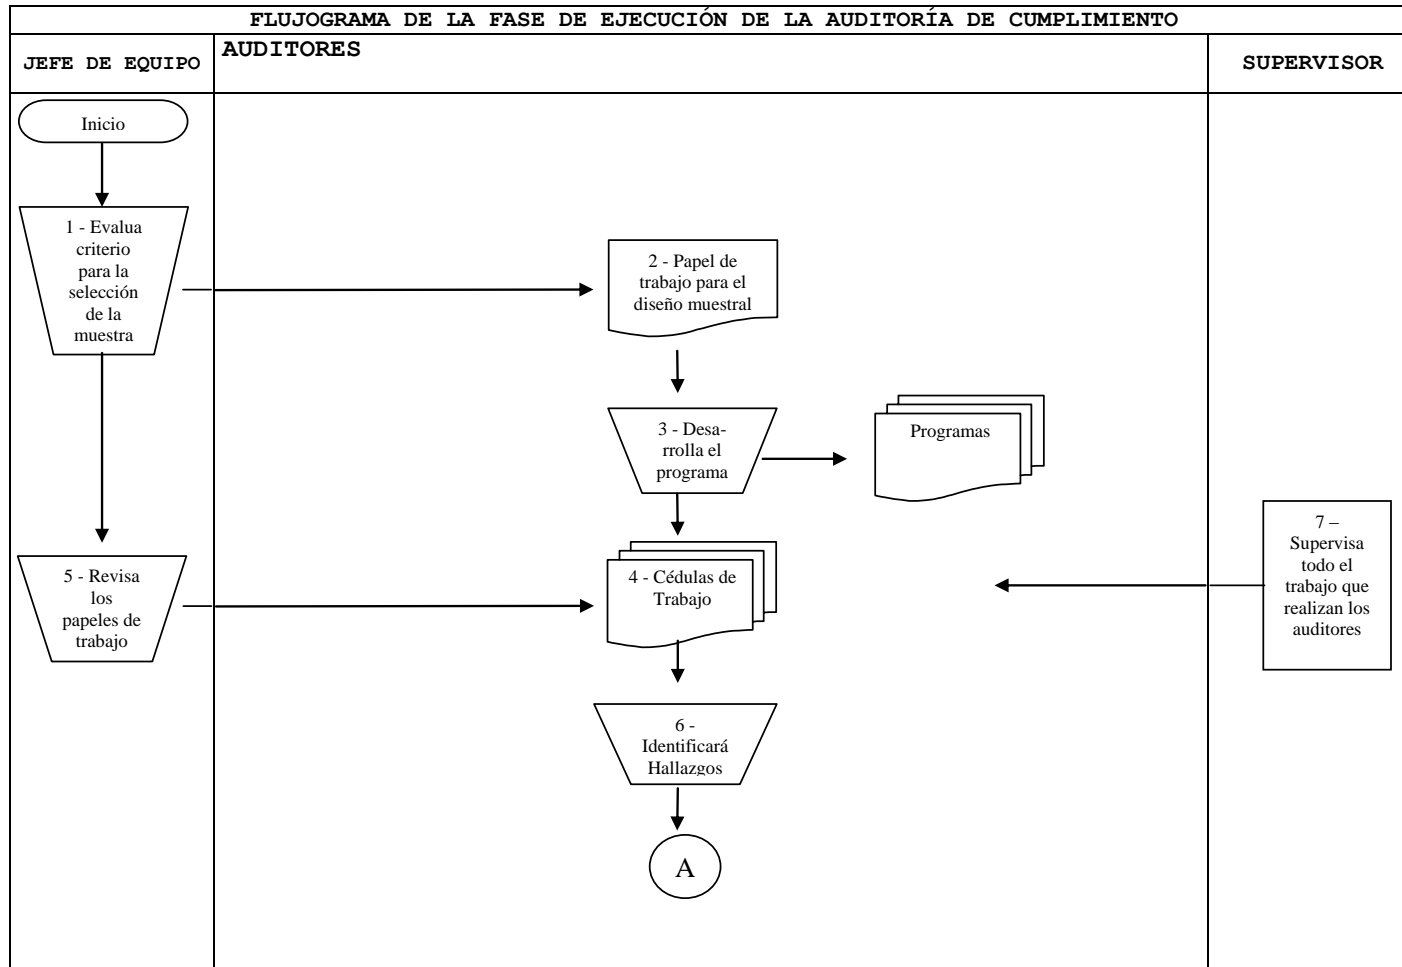 FLUJOGRAMA DE LA FASE DE EJECUCIÓN DE LA AUDITORÍA DE CUMPLIMIENTO
JEFE DE EQUIPO
AUDITORES
SUPERVISOR
Inicio
1 - Evalua
criterio
para la
selección
de la
muestra
2 - Papel de
trabajo para el
diseño muestral
3 - Desa-
rrolla el
programa
Programas
4 - Cédulas de
Trabajo
5 - Revisa
los
papeles de
trabajo
6 -
Identificará
Hallazgos
7 –
Supervisa
todo el
trabajo que
realizan los
auditores
A